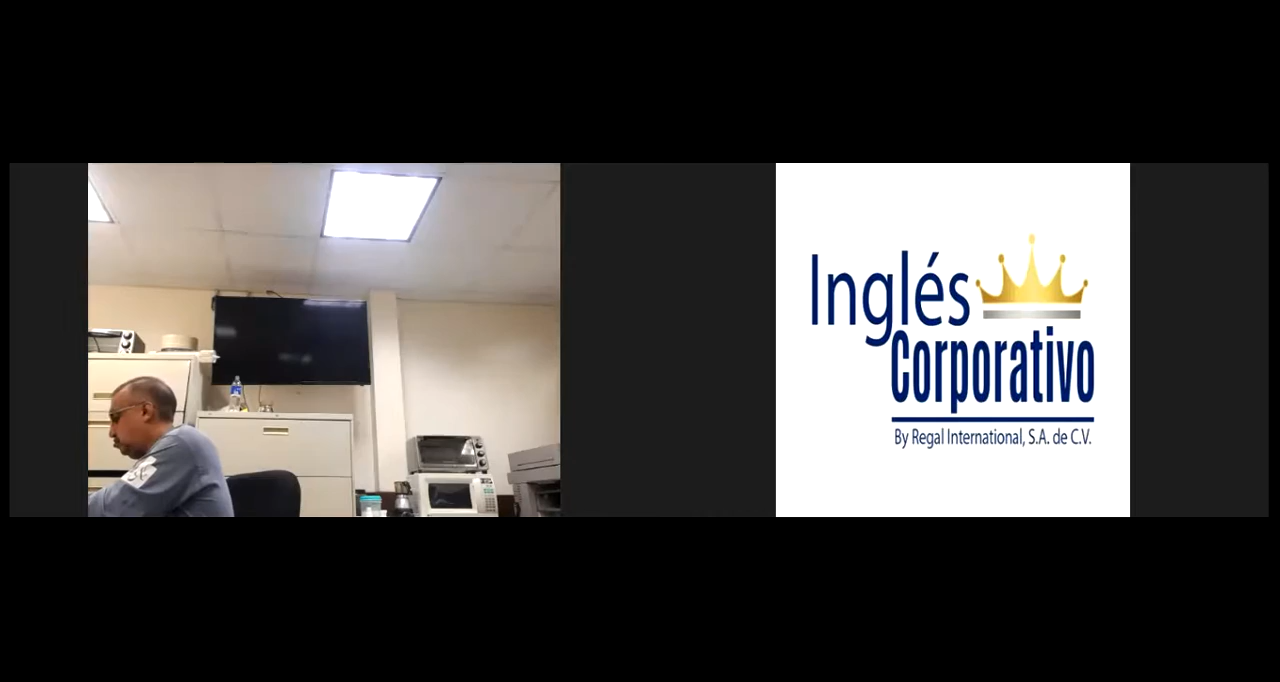 Inglés
Corporativo
By Regal International, S.A. de C.V.